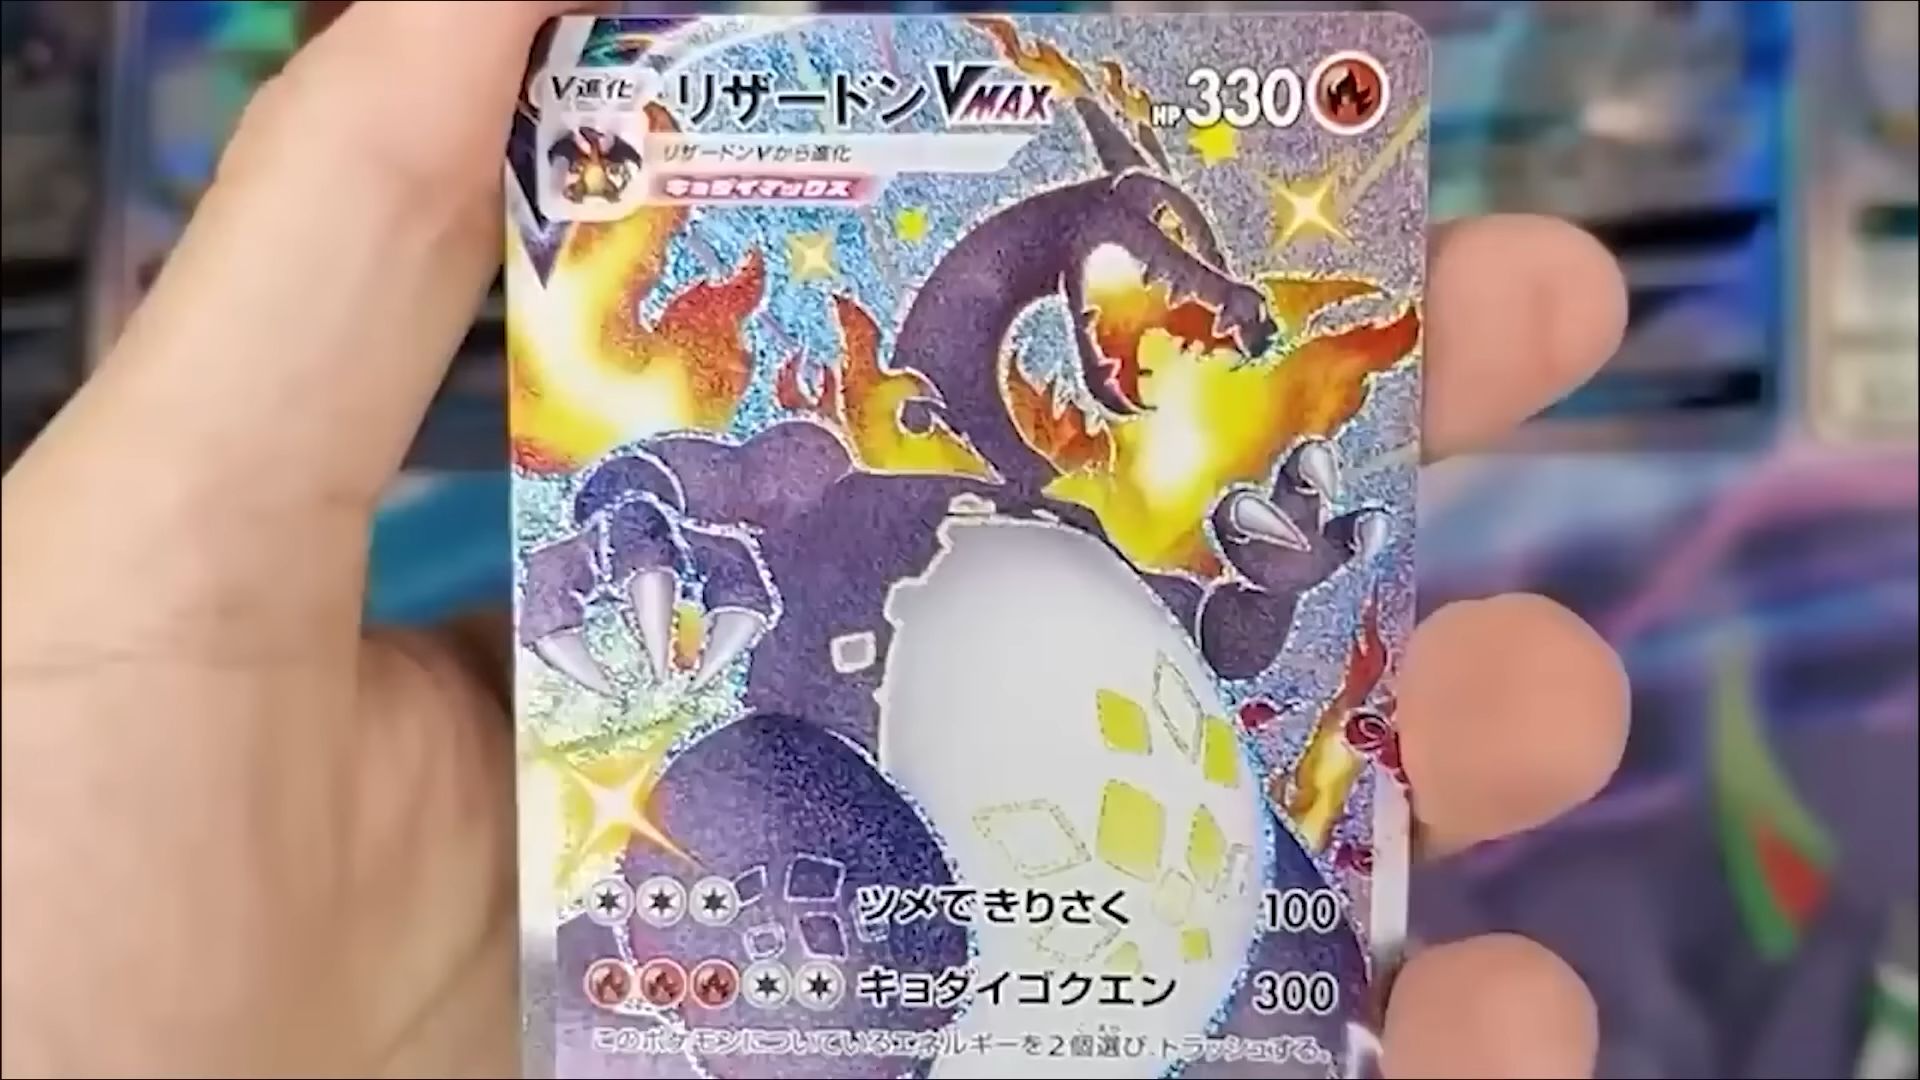 V進化
リザードンVMAX
HP330
リザードンVから進化
キョダイマックス
ツメできりさく 100
キョダイゴクエン 300
このポケモンについているエネルギーを2個選び、トラッシュする。